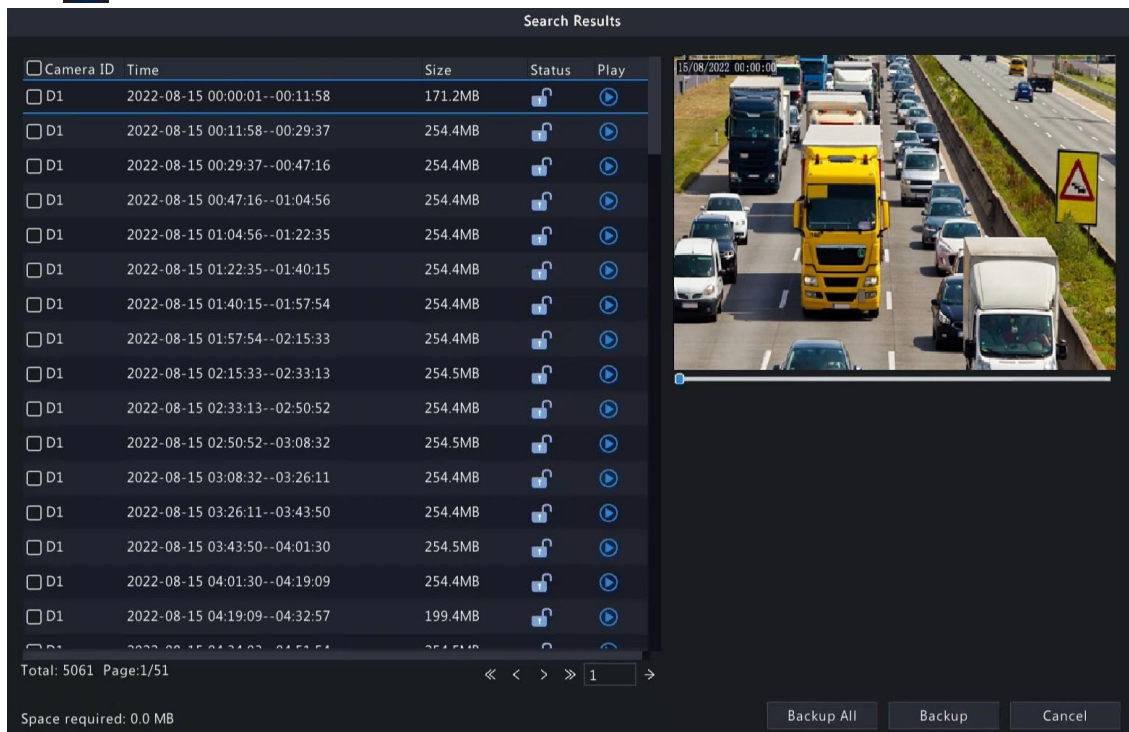 Search Results
Camera ID Time Size Status Play
D1 2022-08-15 00:00:01--00:11:58 171.2MB
D1 2022-08-15 00:11:58--00:29:37 254.4MB
D1 2022-08-15 00:29:37--00:47:16 254.4MB
D1 2022-08-15 00:47:16--01:04:56 254.4MB
D1 2022-08-15 01:04:56--01:22:35 254.4MB
D1 2022-08-15 01:22:35--01:40:15 254.4MB
D1 2022-08-15 01:40:15--01:57:54 254.4MB
D1 2022-08-15 01:57:54--02:15:33 254.4MB
D1 2022-08-15 02:15:33--02:33:13 254.5MB
D1 2022-08-15 02:33:13--02:50:52 254.4MB
D1 2022-08-15 02:50:52--03:08:32 254.5MB
D1 2022-08-15 03:08:32--03:26:11 254.4MB
D1 2022-08-15 03:26:11--03:43:50 254.4MB
D1 2022-08-15 03:43:50--04:01:30 254.5MB
D1 2022-08-15 04:01:30--04:19:09 254.4MB
D1 2022-08-15 04:19:09--04:32:57 199.4MB
Total: 5061 Page:1/51
1
Space required: 0.0 MB
15/08/2022 00:00:00
Backup All Backup Cancel